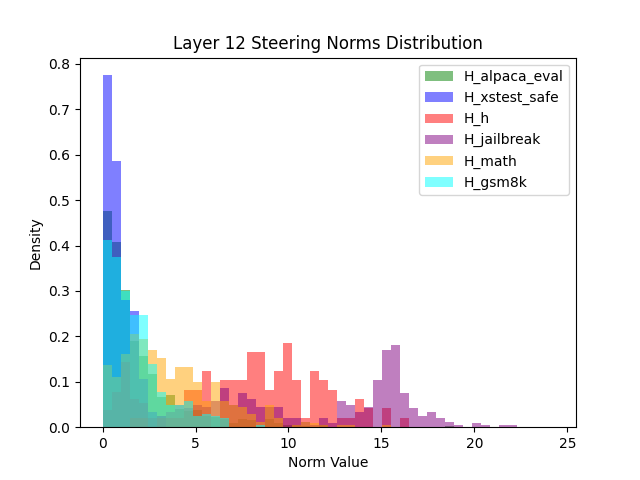 Layer 12 Steering Norms Distribution
Density
0.8
0.7
0.6
0.5
0.4
0.3
0.2
0.1
0.0
H_alpaca_eval
H_xstest_safe
H_h
H_jailbreak
H_math
H_gsm8k
0 5 10 15 20 25
Norm Value